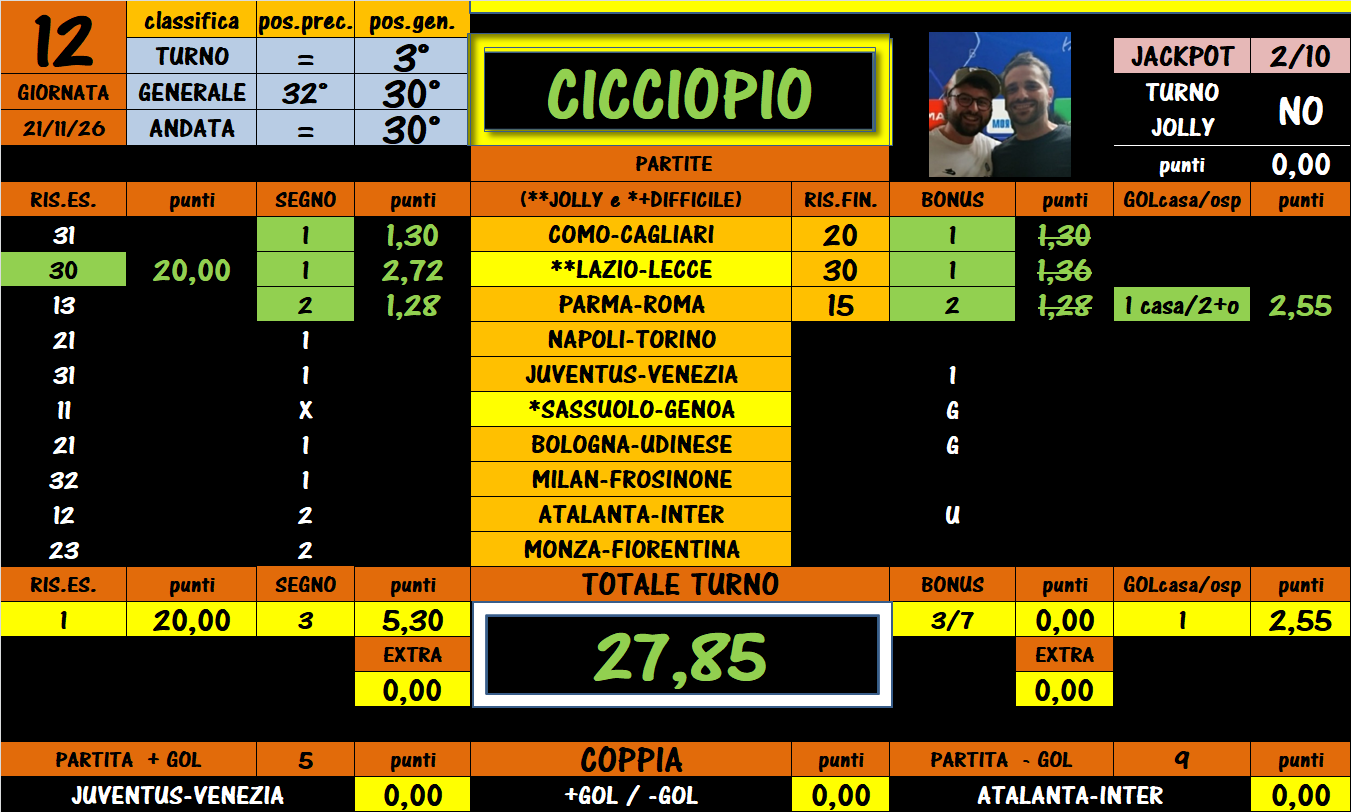 12 classifica pos.prec. pos.gen.
TURNO = 3° CICCIOPIO JACKPOT 2/10
GIORNATA GENERALE 32° 30° TURNO JOLLY NO
21/11/26 ANDATA = 30°
PARTITE punti 0,00
RIS.ES. punti SEGNO punti (**JOLLY e *+DIFFICILE) RIS.FIN. BONUS punti GOLcasa/osp punti
31 1 1,30 COMO-CAGLIARI 20 1 1,30
30 20,00 1 2,72 **LAZIO-LECCE 30 1 1,36
13 2 1,28 PARMA-ROMA 15 2 1,28 1 casa/2+o 2,55
21 1 NAPOLI-TORINO
31 1 JUVENTUS-VENEZIA 1
11 X *SASSUOLO-GENOA G
21 1 BOLOGNA-UDINESE G
32 1 MILAN-FROSINONE
12 2 ATALANTA-INTER U
23 2 MONZA-FIORENTINA
RIS.ES. punti SEGNO punti TOTALE TURNO BONUS punti GOLcasa/osp punti
1 20,00 3 5,30 27,85 3/7 0,00 1 2,55
EXTRA EXTRA
0,00 0,00
PARTITA + GOL 5 punti COPPIA punti PARTITA - GOL 9 punti
JUVENTUS-VENEZIA 0,00 +GOL / -GOL 0,00 ATALANTA-INTER 0,00